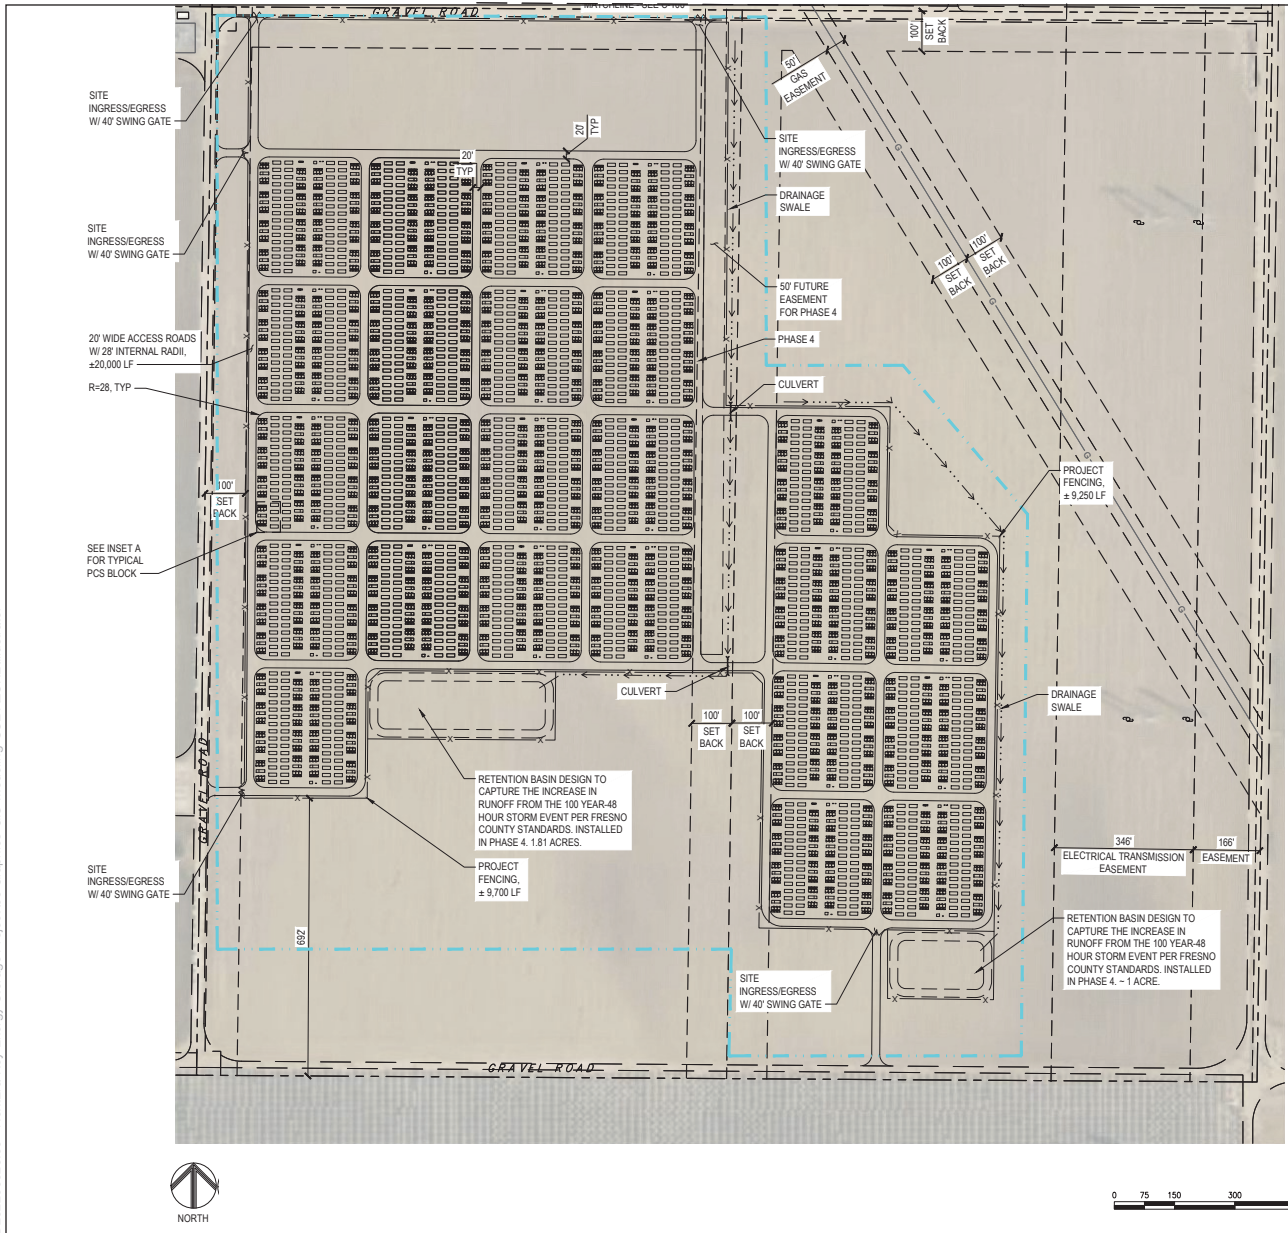 GRAVEL ROAD
MATCHLINE - SEE C-100
100'
SET
BACK
50'
GAS
EASEMENT
SITE
INGRESS/EGRESS
W/ 40' SWING GATE
20'
TYP
20'
TYP
SITE
INGRESS/EGRESS
W/ 40' SWING GATE
G
DRAINAGE
SWALE
SITE
INGRESS/EGRESS
W/ 40' SWING GATE
100'
SET
BACK
100'
SET
BACK
50' FUTURE
EASEMENT
FOR PHASE 4
G
20' WIDE ACCESS ROADS
W/ 28' INTERNAL RADII,
±20,000 LF
PHASE 4
R=28, TYP
CULVERT
G
PROJECT
FENCING,
± 9,250 LF
100'
SET
BACK
SEE INSET A
FOR TYPICAL
PCS BLOCK
G
CULVERT
DRAINAGE
SWALE
100'
SET
BACK
100'
SET
BACK
GRAVEL ROAD
RETENTION BASIN DESIGN TO
CAPTURE THE INCREASE IN
RUNOFF FROM THE 100 YEAR-48
HOUR STORM EVENT PER FRESNO
COUNTY STANDARDS. INSTALLED
IN PHASE 4. 1.81 ACRES.
346'
ELECTRICAL TRANSMISSION
EASEMENT
166'
EASEMENT
SITE
INGRESS/EGRESS
W/ 40' SWING GATE
PROJECT
FENCING,
± 9,700 LF
692'
RETENTION BASIN DESIGN TO
CAPTURE THE INCREASE IN
RUNOFF FROM THE 100 YEAR-48
HOUR STORM EVENT PER FRESNO
COUNTY STANDARDS. INSTALLED
IN PHASE 4. ~ 1 ACRE.
SITE
INGRESS/EGRESS
W/ 40' SWING GATE
GRAVEL ROAD
NORTH
0 75 150 300